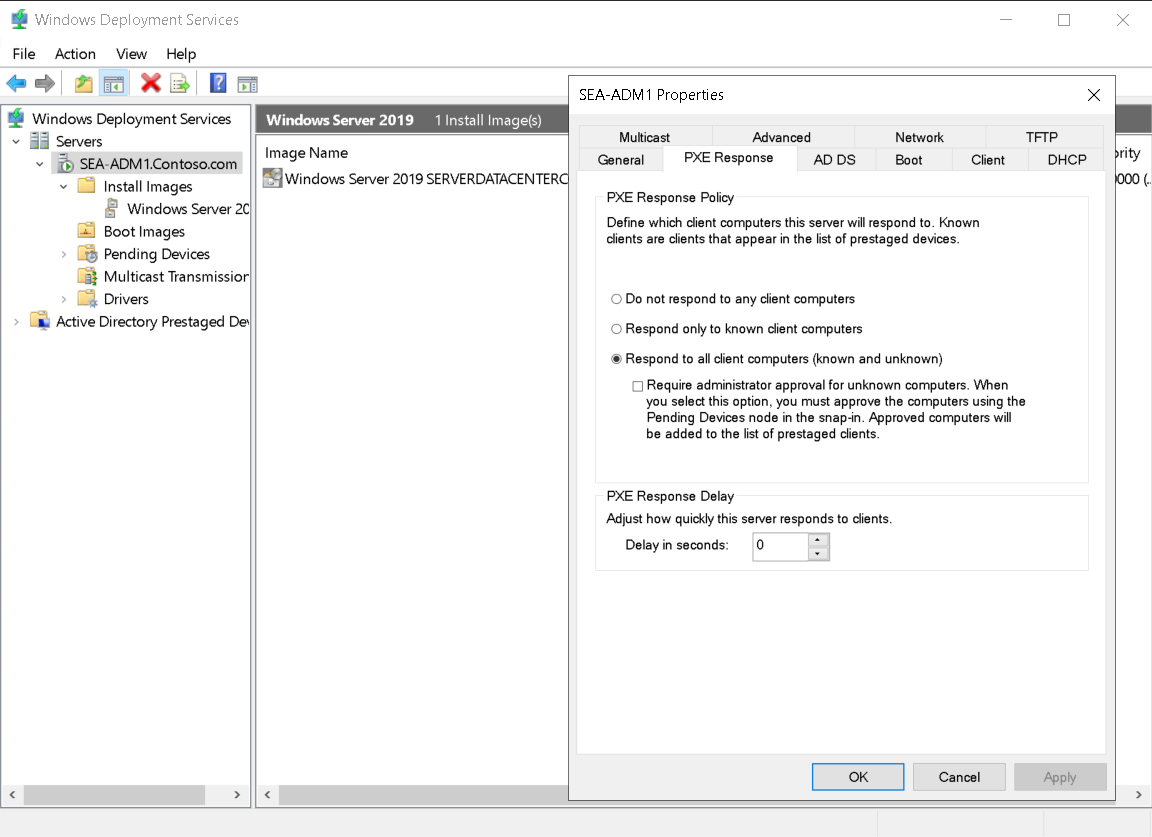 Windows Deployment Services
File Action View Help
Windows Deployment Services
Servers
SEA-ADM1.Contoso.com
Install Images
Windows Server 20
Boot Images
Pending Devices
Multicast Transmission
Drivers
Active Directory Prestaged Dev
Windows Server 2019 1 Install Image(s)
Image Name
Windows Server 2019 SERVERDATACENTERC
ority
0000 (..
SEA-ADM1 Properties
Multicast Advanced Network TFTP
General PXE Response AD DS Boot Client DHCP
PXE Response Policy
Define which client computers this server will respond to. Known
clients are clients that appear in the list of prestaged devices.
Do not respond to any client computers
Respond only to known client computers
Respond to all client computers (known and unknown)
Require administrator approval for unknown computers. When
you select this option, you must approve the computers using the
Pending Devices node in the snap-in. Approved computers will
be added to the list of prestaged clients.
PXE Response Delay
Adjust how quickly this server responds to clients.
Delay in seconds: 0
OK Cancel Apply